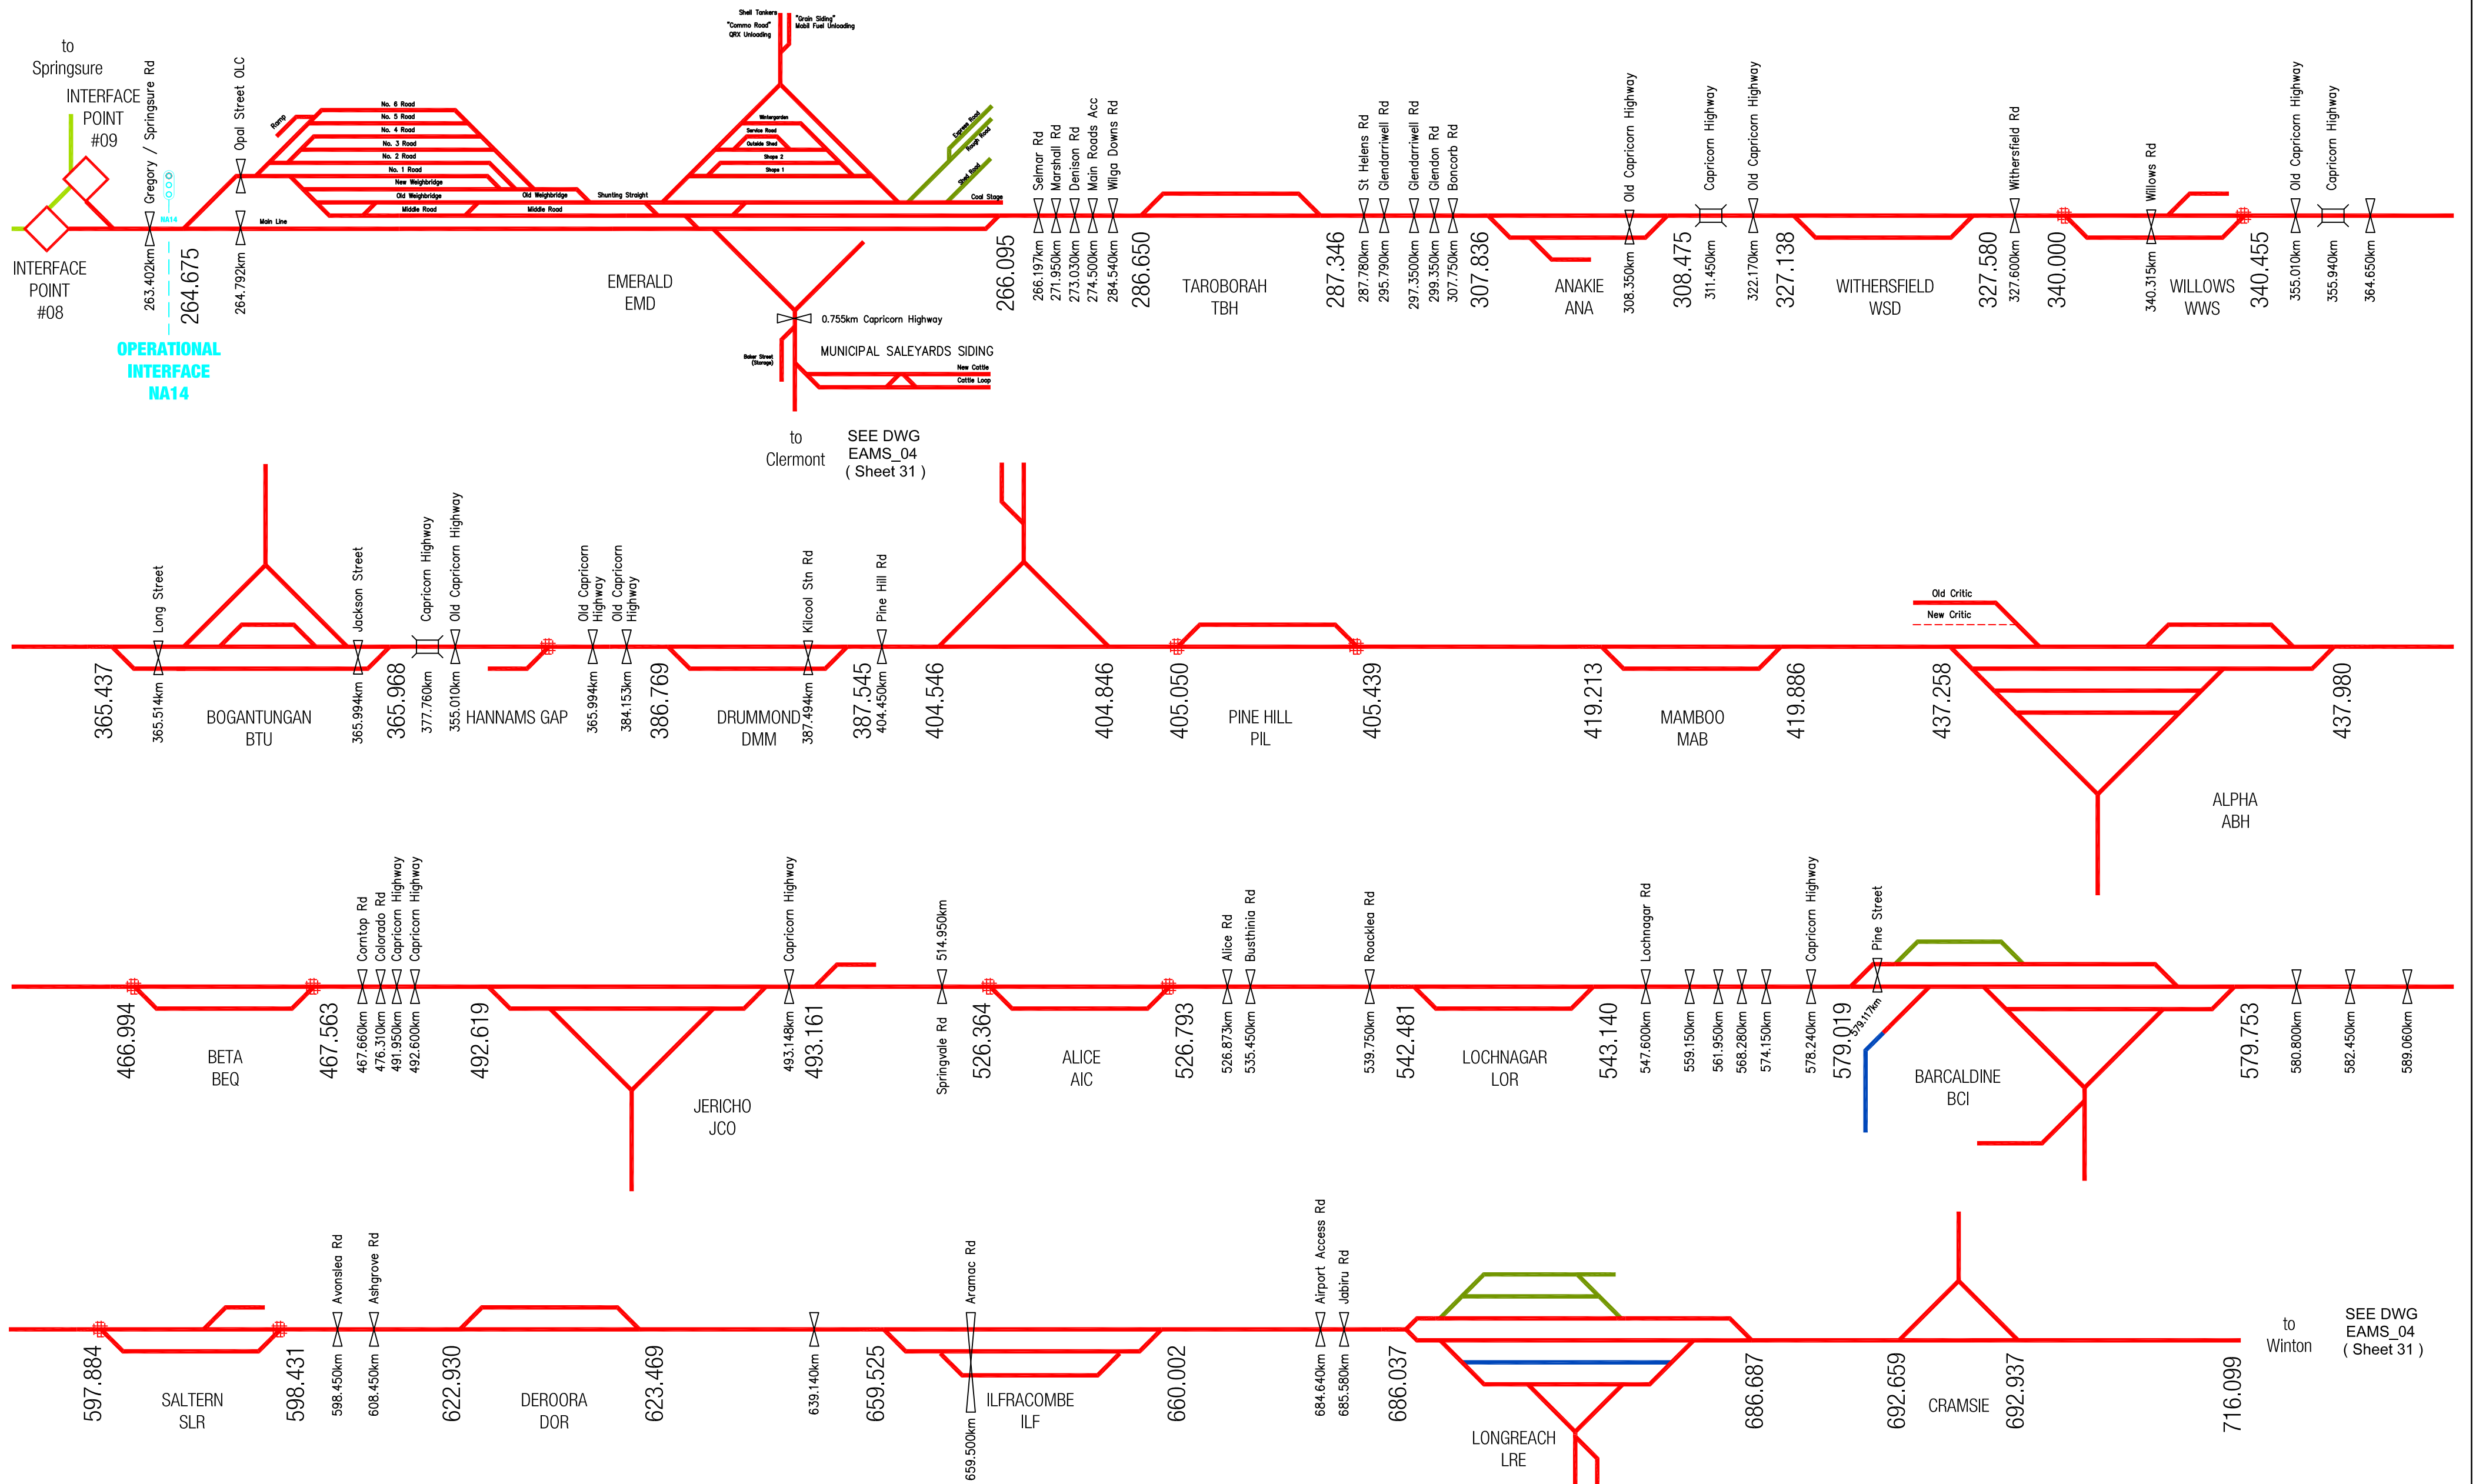 to
Springsure
INTERFACE
POINT
#09
INTERFACE
POINT
#08
Gregory / Springsure Rd
263.402km
NA14
OPERATIONAL
INTERFACE
NA14
264.675
Opal Street OLC
264.792km
Main Line
Ramp
No. 6 Road
No. 5 Road
No. 4 Road
No. 3 Road
No. 2 Road
No. 1 Road
New Weighbridge
Old Weighbridge
Old Weighbridge
Middle Road
Middle Road
Shunting Straight
Shell Tankers
"Commo Road"
QRX Unloading
"Grain Siding"
Mobil Fuel Unloading
Wintergarden
Service Road
Outside Shed
Shops 2
Shops 1
Express Road
Rough Road
Shed Road
Coal Stage
EMERALD
EMD
0.755km Capricorn Highway
Baker Street
(Storage)
MUNICIPAL SALEYARDS SIDING
New Cattle
Cattle Loop
to
Clermont
SEE DWG
EAMS_04
( Sheet 31 )
266.095
Selmar Rd
266.197km
Marshall Rd
271.950km
Denison Rd
273.030km
Main Roads Acc
274.500km
Wilga Downs Rd
284.540km
286.650
TAROBORAH
TBH
287.346
St Helens Rd
287.780km
Glendarriwell Rd
295.790km
Glendarriwell Rd
297.3500km
Glendon Rd
299.350km
Boncorb Rd
307.750km
307.836
ANAKIE
ANA
Old Capricorn Highway
308.350km
308.475
Capricorn Highway
311.450km
Old Capricorn Highway
322.170km
327.138
WITHERSFIELD
WSD
327.580
Withersfield Rd
327.600km
340.000
Willows Rd
340.315km
WILLOWS
WWS
340.455
Old Capricorn Highway
355.010km
Capricorn Highway
355.940km
364.650km
365.437
Long Street
365.514km
BOGANTUNGAN
BTU
Jackson Street
365.994km
365.968
Capricorn Highway
377.760km
Old Capricorn Highway
355.010km
HANNAMS GAP
Old Capricorn
Highway
365.994km
Old Capricorn
Highway
384.153km
386.769
DRUMMOND
DMM
Kilcool Stn Rd
387.494km
387.545
Pine Hill Rd
404.450km
404.546
404.846
405.050
PINE HILL
PIL
405.439
419.213
MAMBOO
MAB
419.886
Old Critic
New Critic
437.258
ALPHA
ABH
437.980
466.994
BETA
BEQ
467.563
Corntop Rd
467.660km
Colorado Rd
476.310km
Capricorn Highway
491.950km
Capricorn Highway
492.600km
492.619
JERICHO
JCO
Capricorn Highway
493.148km
493.161
514.950km
Springvale Rd
526.364
ALICE
AIC
526.793
Alice Rd
526.873km
Busthinia Rd
535.450km
Roacklea Rd
539.750km
542.481
LOCHNAGAR
LOR
543.140
Lochnagar Rd
547.600km
559.150km
561.950km
568.280km
574.150km
Capricorn Highway
578.240km
579.019
Pine Street
579.117km
BARCALDINE
BCI
579.753
580.800km
582.450km
589.060km
597.884
SALTERN
SLR
598.431
Avonslea Rd
598.450km
Ashgrove Rd
608.450km
622.930
DEROORA
DOR
623.469
639.140km
659.525
Aramac Rd
659.500km
ILFRACOMBE
ILF
660.002
Airport Access Rd
684.640km
Jabiru Rd
685.580km
686.037
LONGREACH
LRE
686.687
692.659
CRAMSIE
692.937
716.099
to
Winton
SEE DWG
EAMS_04
( Sheet 31 )